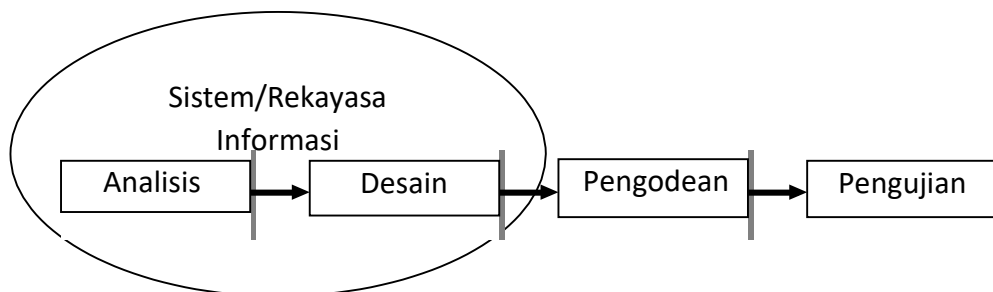 Sistem/Rekayasa
Informasi
Analisis
Desain
Pengodean
Pengujian